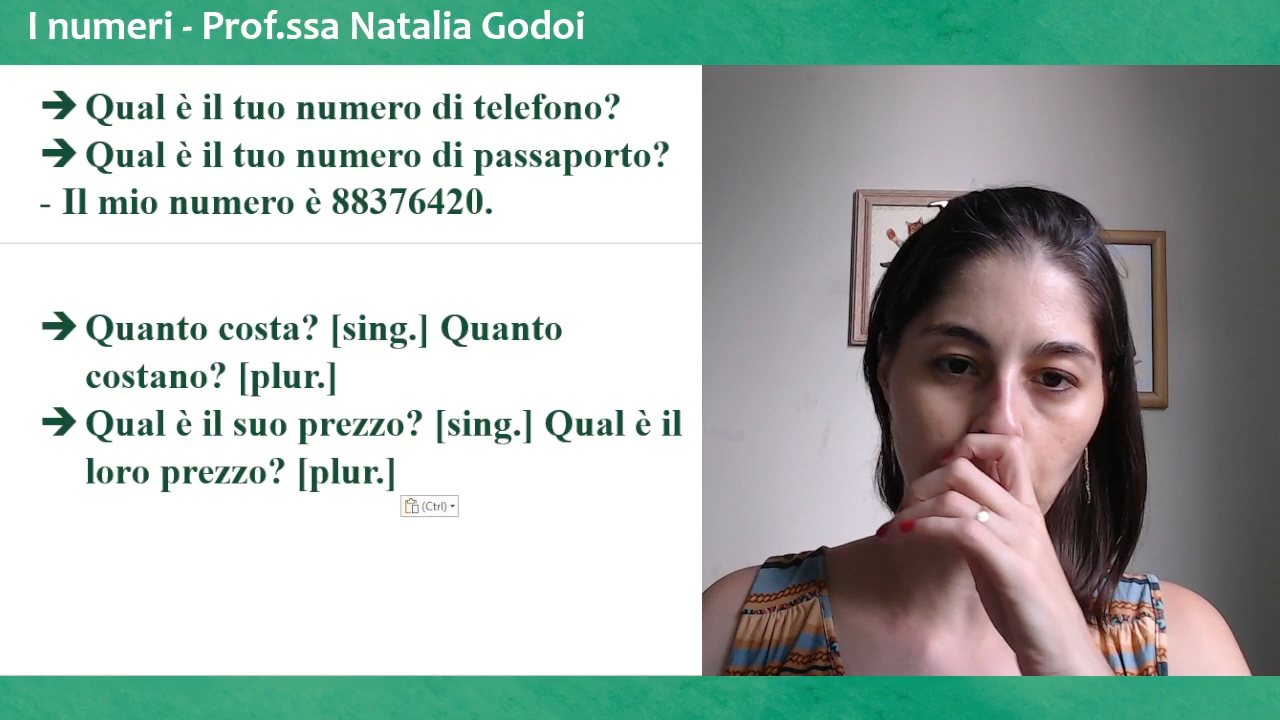 I numeri - Prof.ssa Natalia Godoi
➔ Qual è il tuo numero di telefono?
➔ Qual è il tuo numero di passaporto?
- Il mio numero è 88376420.
➔ Quanto costa? [sing.] Quanto
costano? [plur.]
➔ Qual è il suo prezzo? [sing.] Qual è il
loro prezzo? [plur.]
(Ctrl)